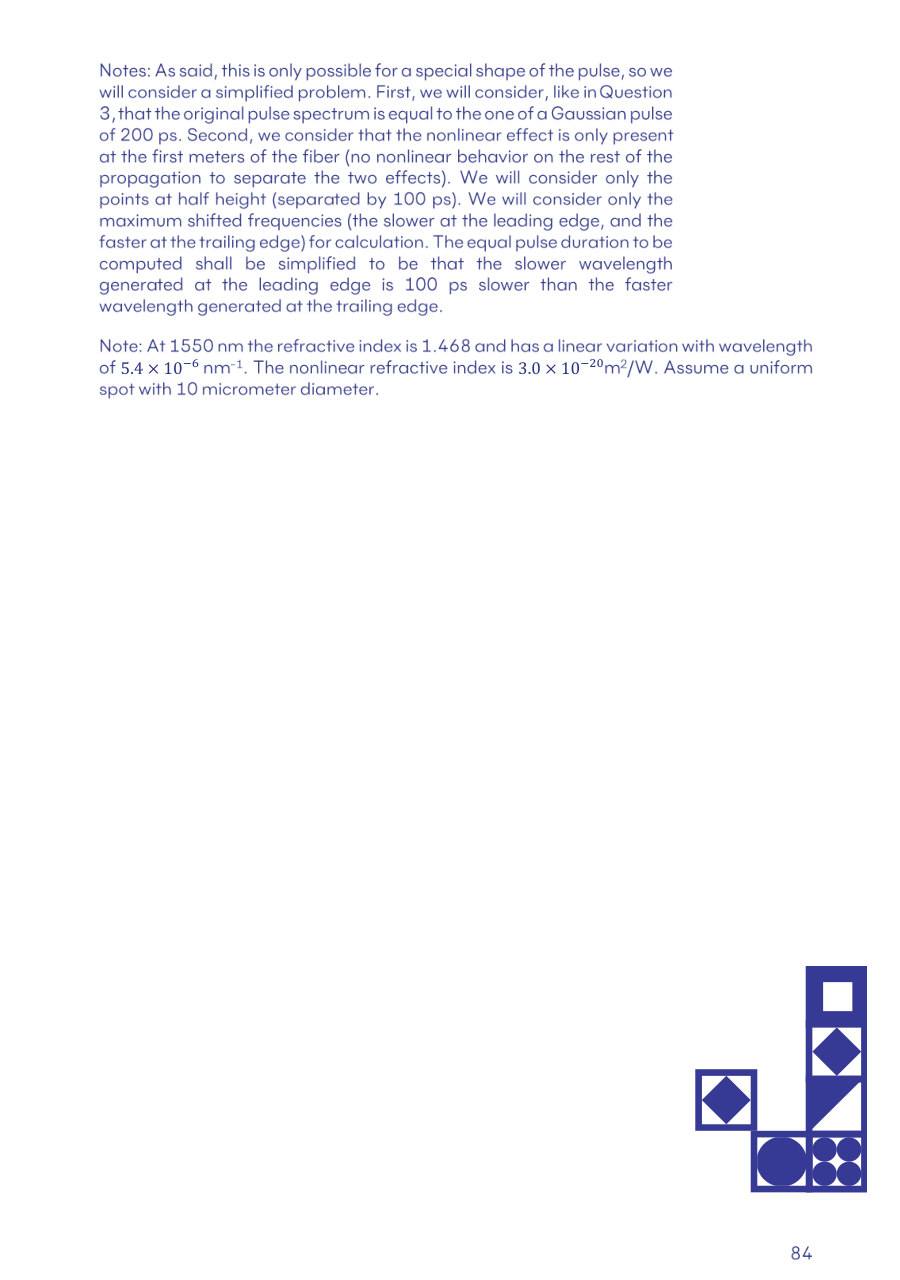 Notes: As said, this is only possible for a special shape of the pulse, so we
will consider a simplified problem. First, we will consider, like in Question
3, that the original pulse spectrum is equal to the one of a Gaussian pulse
of 200 ps. Second, we consider that the nonlinear effect is only present
at the first meters of the fiber (no nonlinear behavior on the rest of the
propagation to separate the two effects). We will consider only the
points at half height (separated by 100 ps). We will consider only the
maximum shifted frequencies (the slower at the leading edge, and the
faster at the trailing edge) for calculation. The equal pulse duration to be
computed shall be simplified to be that the slower wavelength
generated at the leading edge is 100 ps slower than the faster
wavelength generated at the trailing edge.
Note: At 1550 nm the refractive index is 1.468 and has a linear variation with wavelength
of 5.4 × 10⁻⁶ nm⁻¹. The nonlinear refractive index is 3.0 × 10⁻²⁰m²/W. Assume a uniform
spot with 10 micrometer diameter.
84